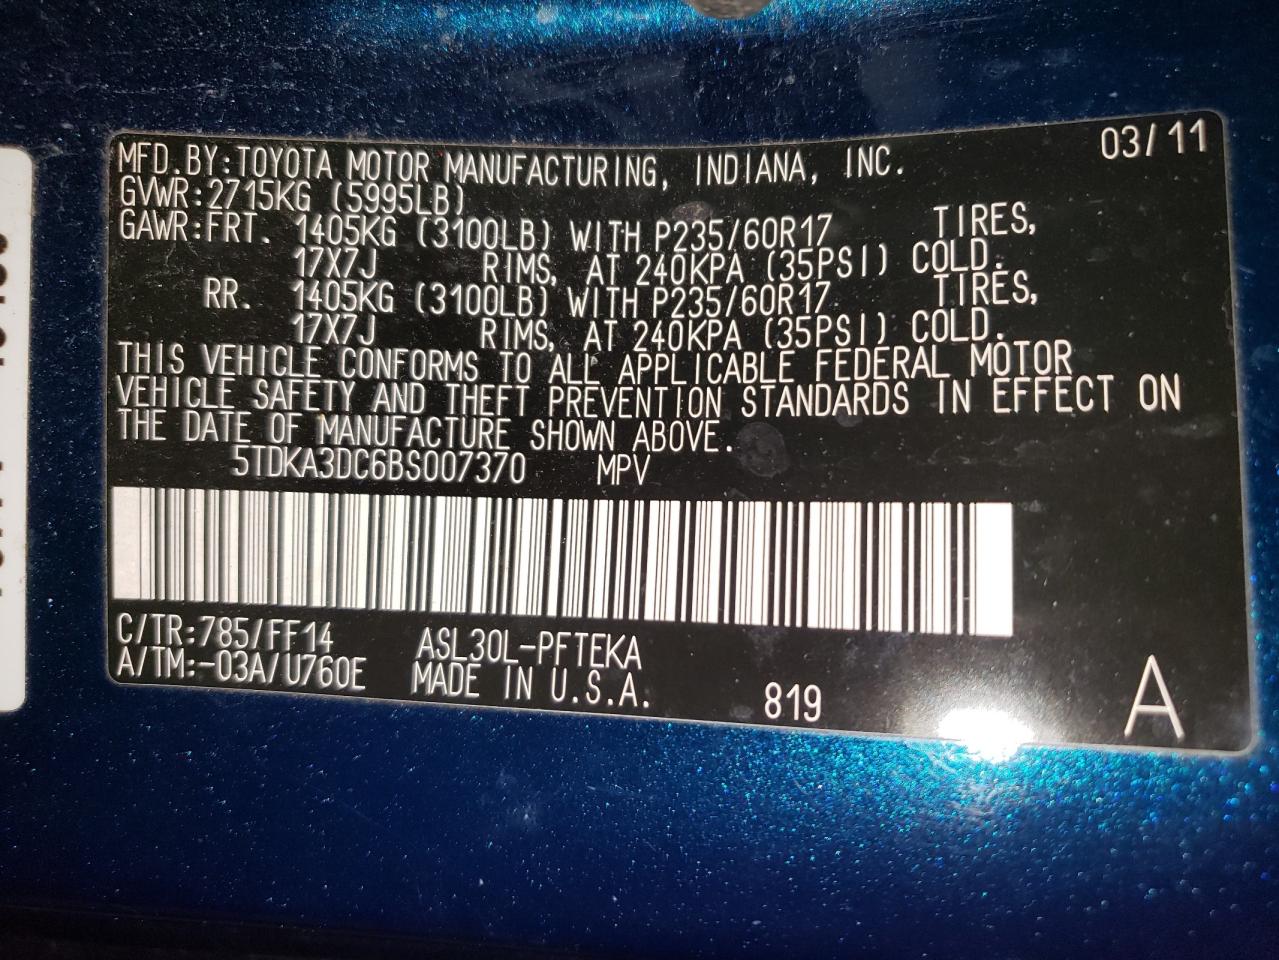 03/11
MFD.BY:TOYOTA MOTOR MANUFACTURING, INDIANA, INC.
GVWR:2715KG (5995LB)
GAWR:FRT. 1405KG (3100LB) WITH P235/60R17 TIRES,
17X7J RIMS, AT 240KPA (35PSI) COLD.
RR. 1405KG (3100LB) WITH P235/60R17 TIRES,
17X7J RIMS, AT 240KPA (35PSI) COLD.
THIS VEHICLE CONFORMS TO ALL APPLICABLE FEDERAL MOTOR
VEHICLE SAFETY AND THEFT PREVENTION STANDARDS IN EFFECT ON
THE DATE OF MANUFACTURE SHOWN ABOVE.
5TDKA3DC6BS007370 MPV
C/TR:785/FF14 ASL30L-PFTEKA
A/TM:-03A/U760E MADE IN U.S.A.
819
A